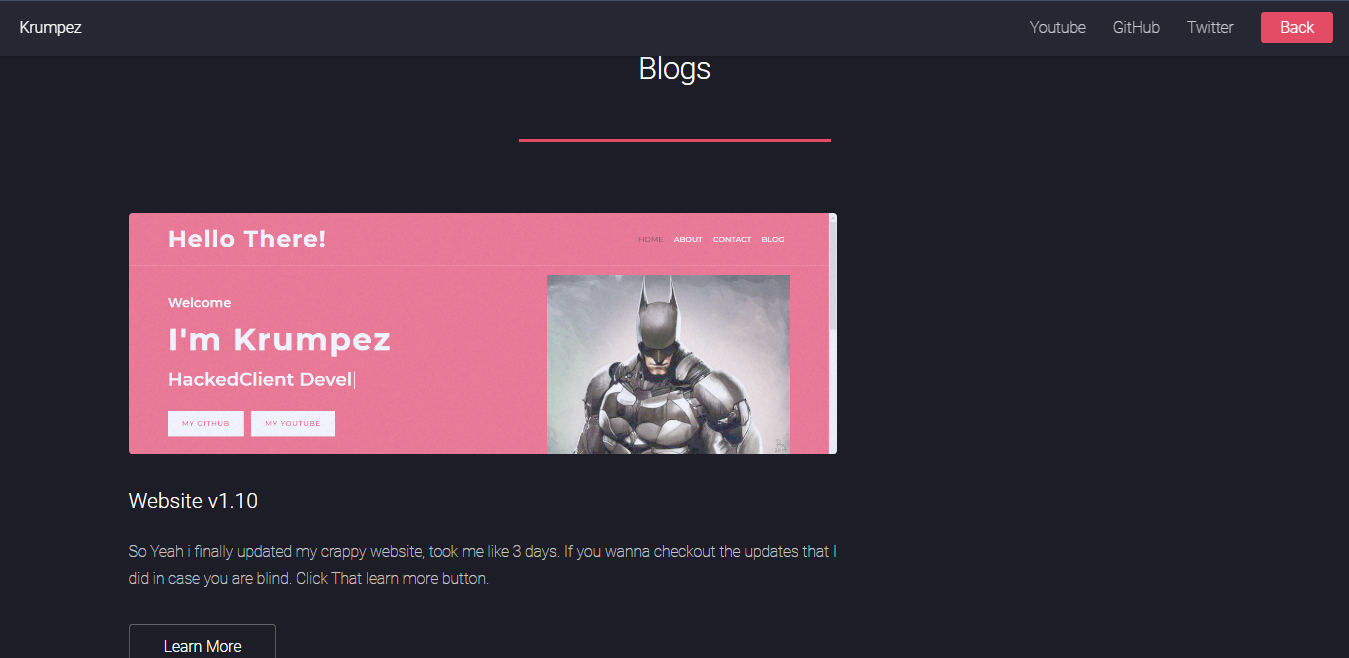 Krumpez
Youtube GitHub Twitter Back
Blogs
Hello There!
HOME ABOUT CONTACT BLOG
Welcome
I'm Krumpez
HackedClient Devel|
MY GITHUB MY YOUTUBE
Website v1.10
So Yeah i finally updated my crappy website, took me like 3 days. If you wanna checkout the updates that I
did in case you are blind. Click That learn more button.
Learn More